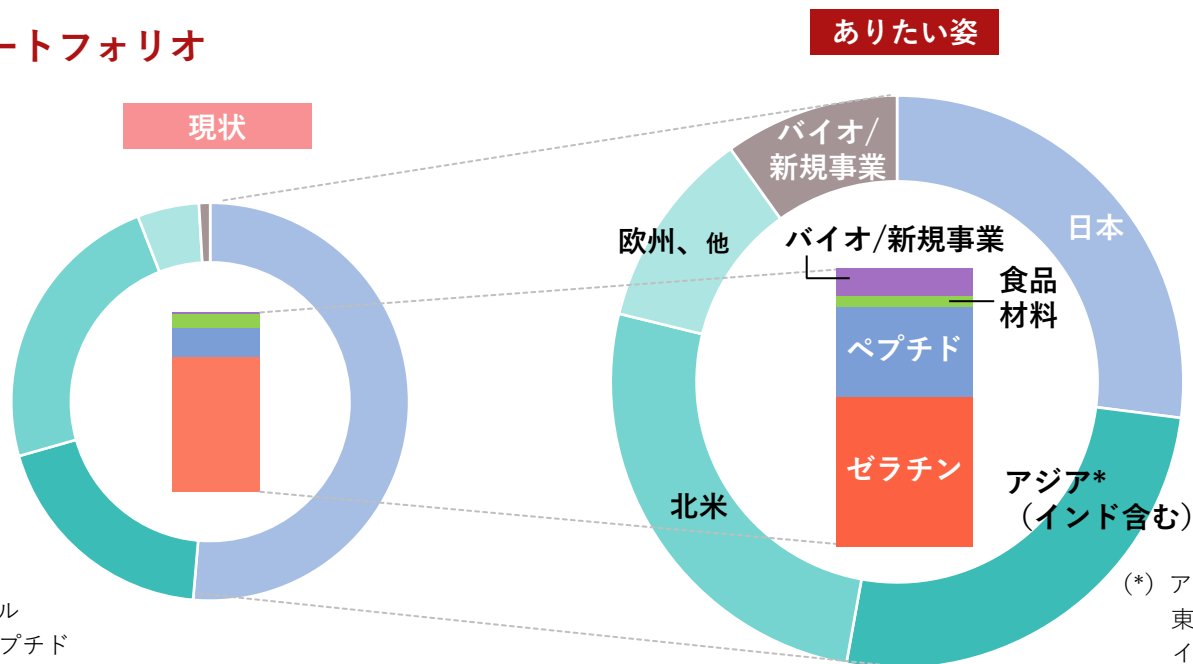 ートフォリオ
現状
ありたい姿
バイオ/
新規事業
日本
欧州、他
バイオ/新規事業
食品
材料
ペプチド
ゼラチン
北米
アジア*
（インド含む）
(*) ア
東
イ
ル
プチド